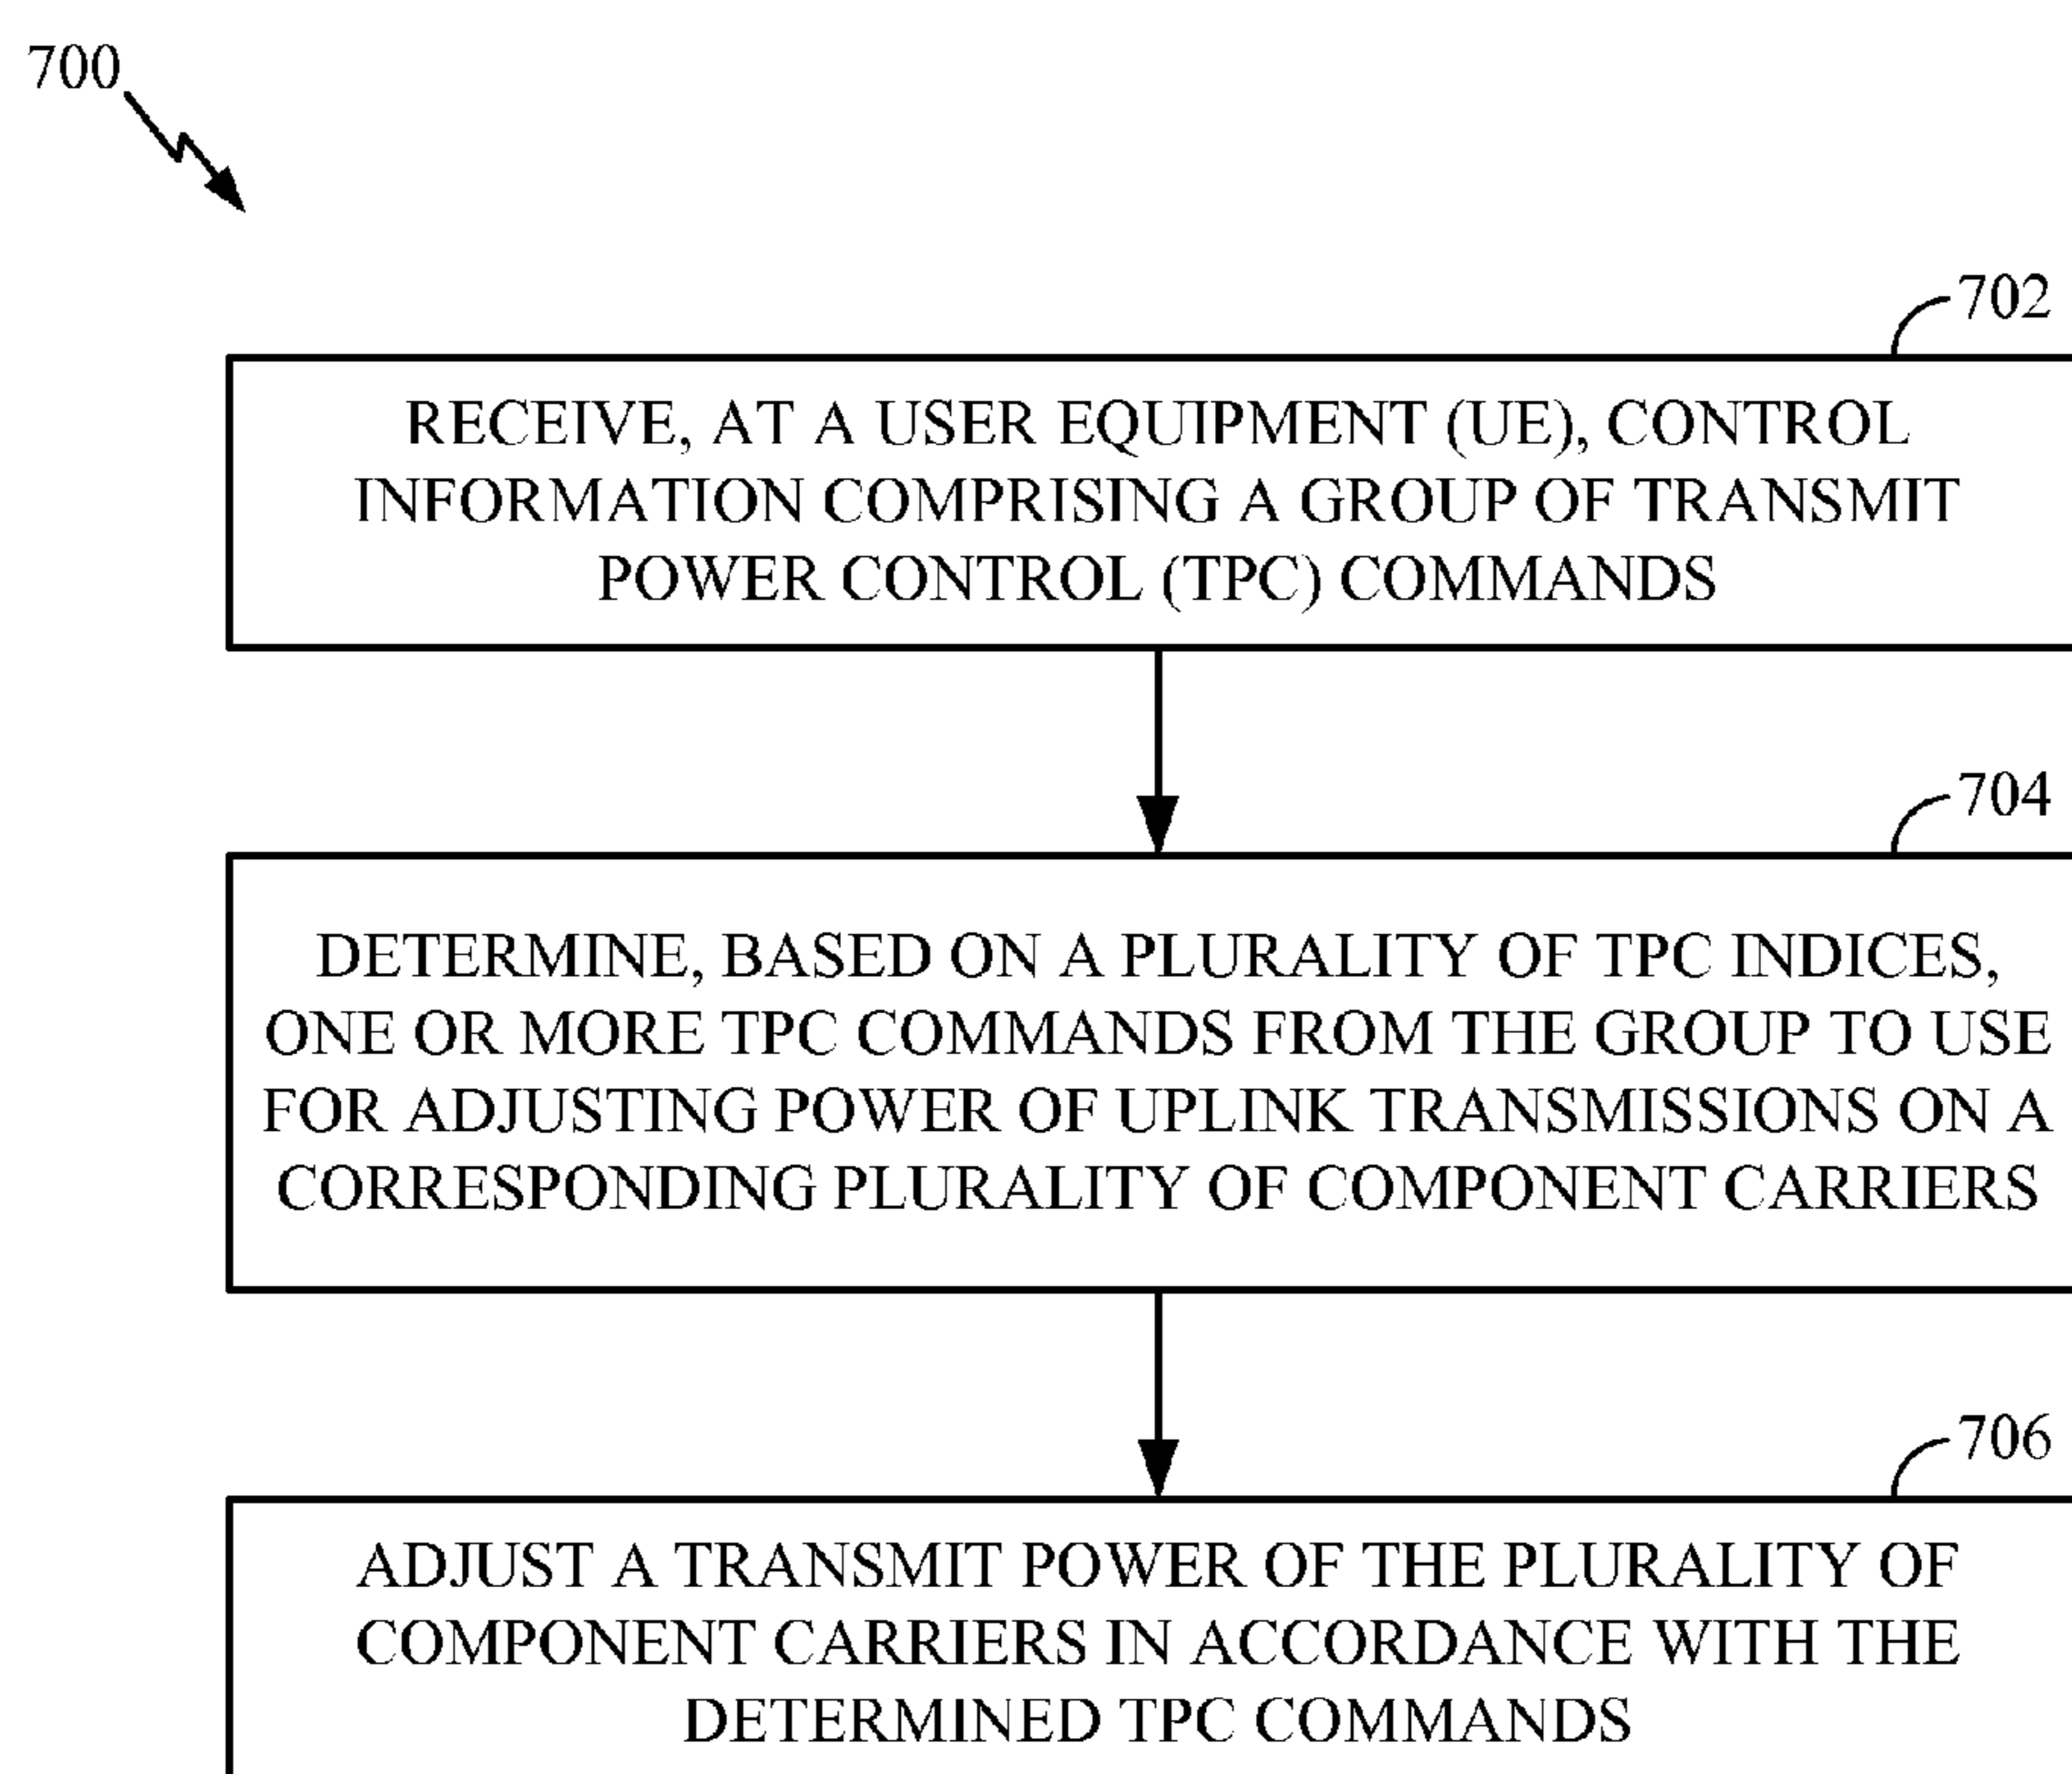 700
702
RECEIVE, AT A USER EQUIPMENT (UE), CONTROL
INFORMATION COMPRISING A GROUP OF TRANSMIT
POWER CONTROL (TPC) COMMANDS
704
DETERMINE, BASED ON A PLURALITY OF TPC INDICES,
ONE OR MORE TPC COMMANDS FROM THE GROUP TO USE
FOR ADJUSTING POWER OF UPLINK TRANSMISSIONS ON A
CORRESPONDING PLURALITY OF COMPONENT CARRIERS
706
ADJUST A TRANSMIT POWER OF THE PLURALITY OF
COMPONENT CARRIERS IN ACCORDANCE WITH THE
DETERMINED TPC COMMANDS